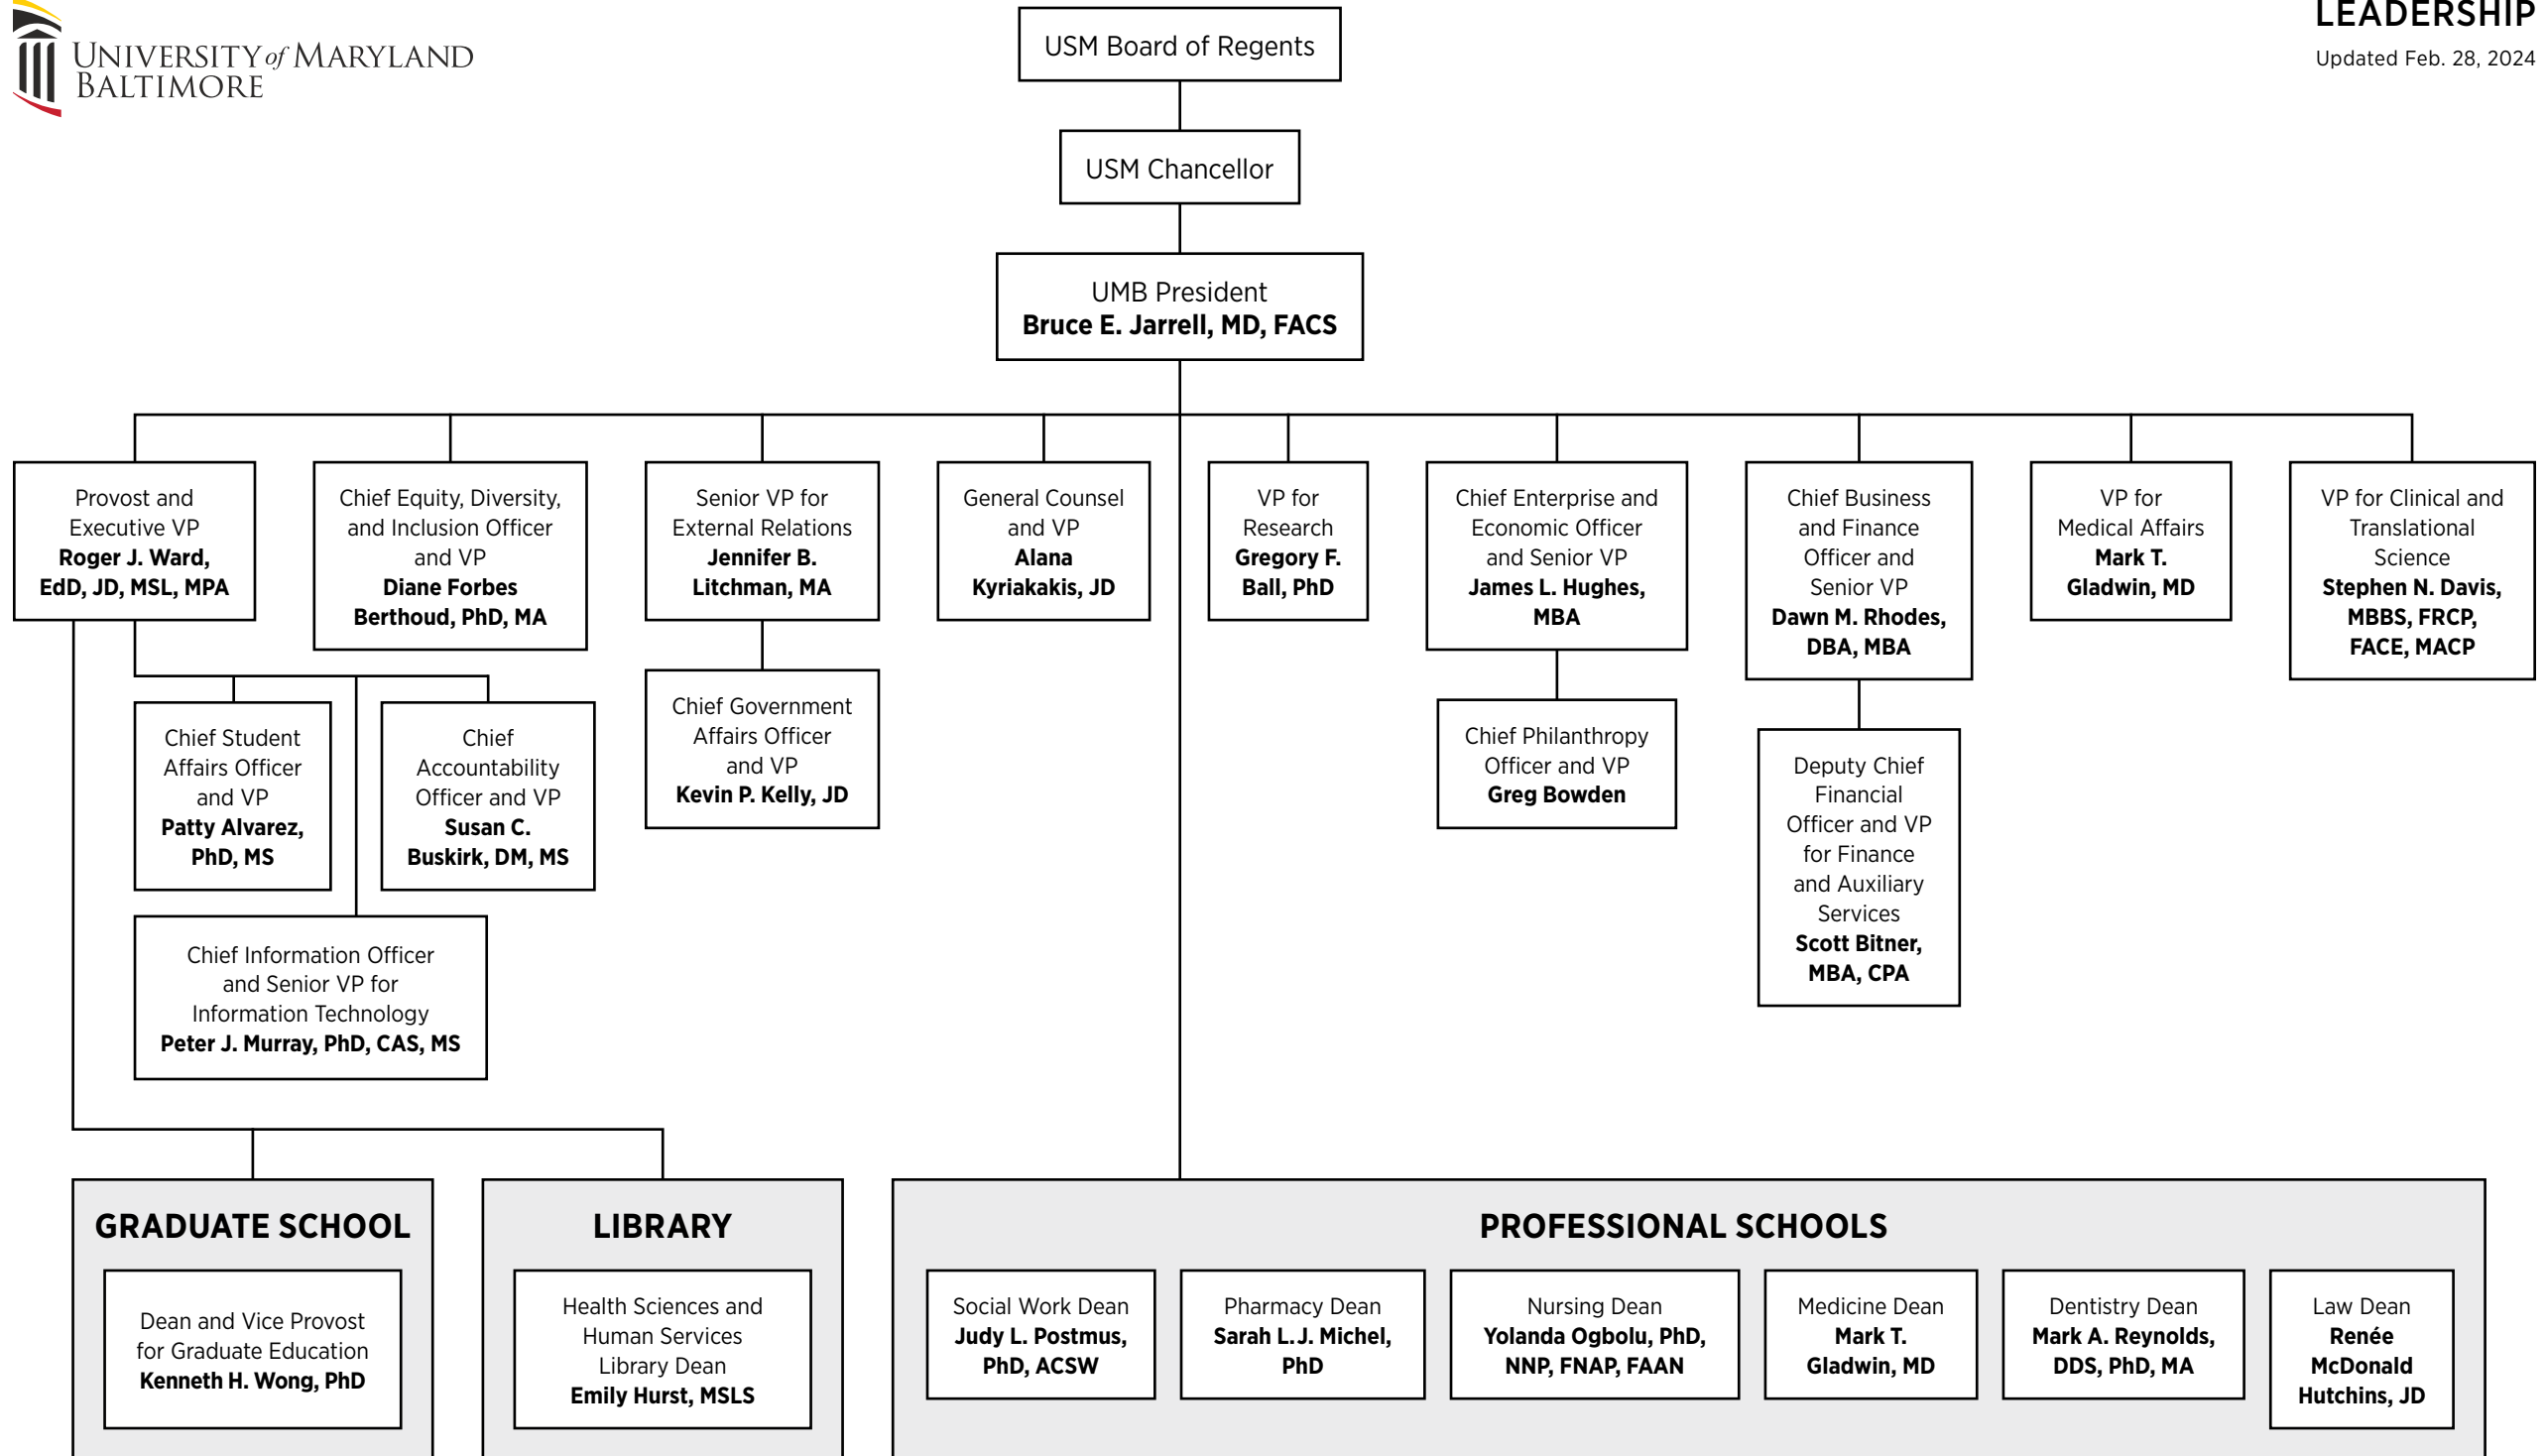 UNIVERSITY of MARYLAND
BALTIMORE
LEADERSHIP
Updated Feb. 28, 2024
USM Board of Regents
USM Chancellor
UMB President
Bruce E. Jarrell, MD, FACS
Provost and
Executive VP
Roger J. Ward,
EdD, JD, MSL, MPA
Chief Equity, Diversity,
and Inclusion Officer
and VP
Diane Forbes
Berthoud, PhD, MA
Senior VP for
External Relations
Jennifer B.
Litchman, MA
General Counsel
and VP
Alana
Kyriakakis, JD
VP for
Research
Gregory F.
Ball, PhD
Chief Enterprise and
Economic Officer
and Senior VP
James L. Hughes,
MBA
Chief Business
and Finance
Officer and
Senior VP
Dawn M. Rhodes,
DBA, MBA
VP for
Medical Affairs
Mark T.
Gladwin, MD
VP for Clinical and
Translational
Science
Stephen N. Davis,
MBBS, FRCP,
FACE, MACP
Chief Student
Affairs Officer
and VP
Patty Alvarez,
PhD, MS
Chief
Accountability
Officer and VP
Susan C.
Buskirk, DM, MS
Chief Government
Affairs Officer
and VP
Kevin P. Kelly, JD
Chief Philanthropy
Officer and VP
Greg Bowden
Deputy Chief
Financial
Officer and VP
for Finance
and Auxiliary
Services
Scott Bitner,
MBA, CPA
Chief Information Officer
and Senior VP for
Information Technology
Peter J. Murray, PhD, CAS, MS
GRADUATE SCHOOL
Dean and Vice Provost
for Graduate Education
Kenneth H. Wong, PhD
LIBRARY
Health Sciences and
Human Services
Library Dean
Emily Hurst, MSLS
PROFESSIONAL SCHOOLS
Social Work Dean
Judy L. Postmus,
PhD, ACSW
Pharmacy Dean
Sarah L.J. Michel,
PhD
Nursing Dean
Yolanda Ogbolu, PhD,
NNP, FNAP, FAAN
Medicine Dean
Mark T.
Gladwin, MD
Dentistry Dean
Mark A. Reynolds,
DDS, PhD, MA
Law Dean
Renée
McDonald
Hutchins, JD